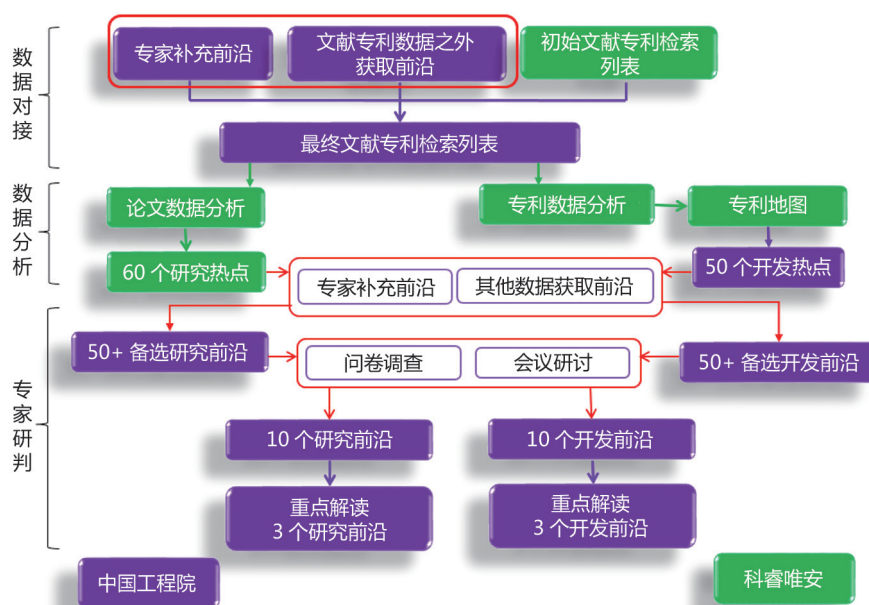 数据对接
专家补充前沿
文献专利数据之外
获取前沿
初始文献专利检索
列表
最终文献专利检索列表
数据分析
论文数据分析
专利数据分析
专利地图
60 个研究热点
专家补充前沿
其他数据获取前沿
50 个开发热点
专家研判
50+ 备选研究前沿
问卷调查
会议研讨
50+ 备选开发前沿
10 个研究前沿
10 个开发前沿
重点解读
3 个研究前沿
重点解读
3 个开发前沿
中国工程院
科睿唯安